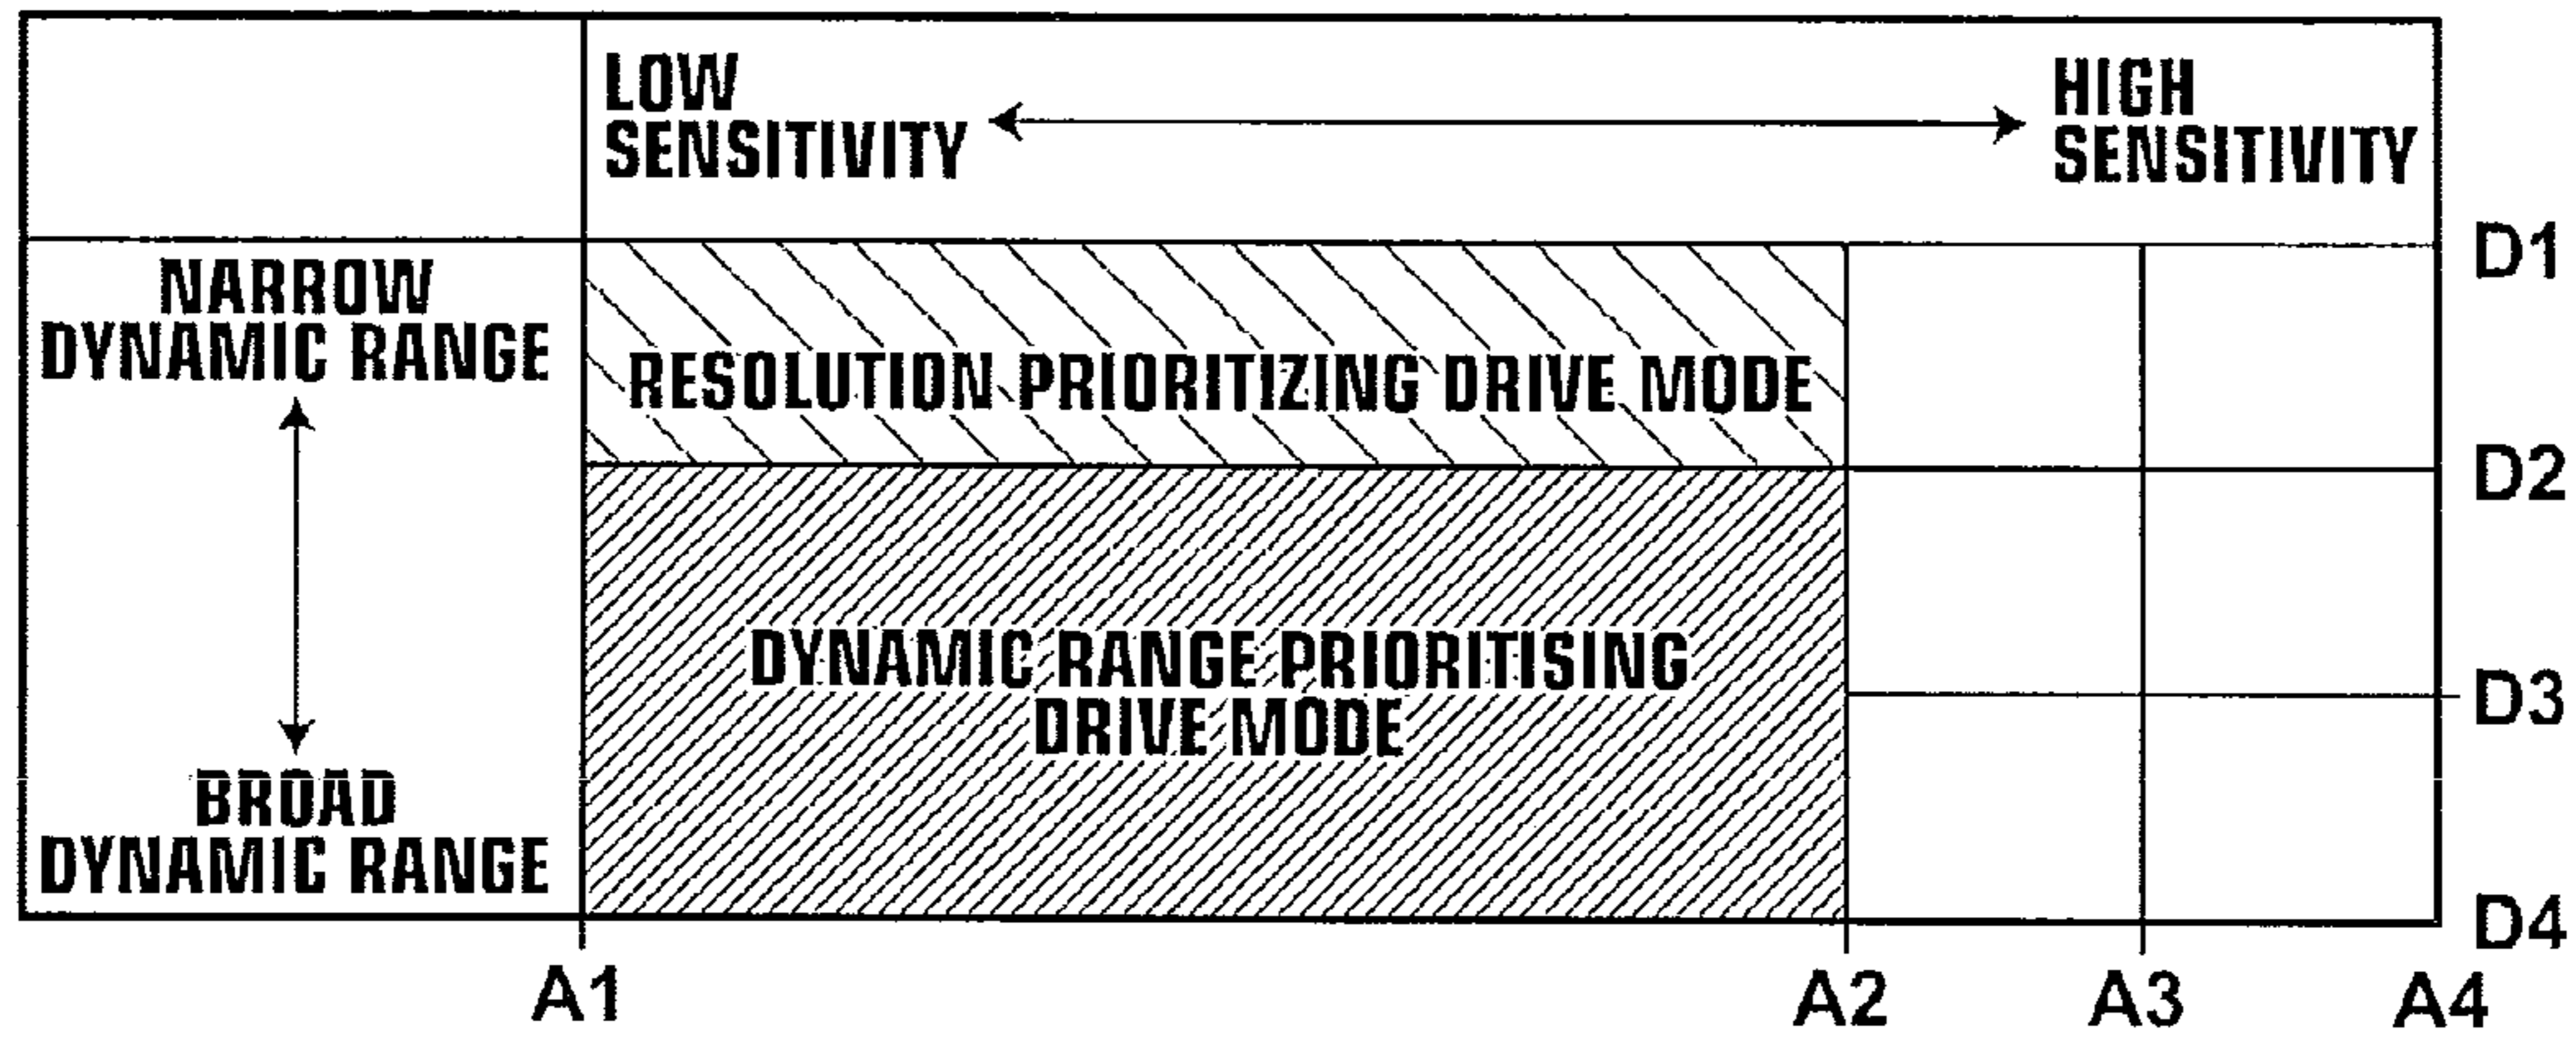 LOW
SENSITIVITY
HIGH
SENSITIVITY
D1
NARROW
DYNAMIC RANGE
RESOLUTION PRIORITIZING DRIVE MODE
D2
DYNAMIC RANGE PRIORITISING
DRIVE MODE
D3
BROAD
DYNAMIC RANGE
D4
A1
A2
A3
A4